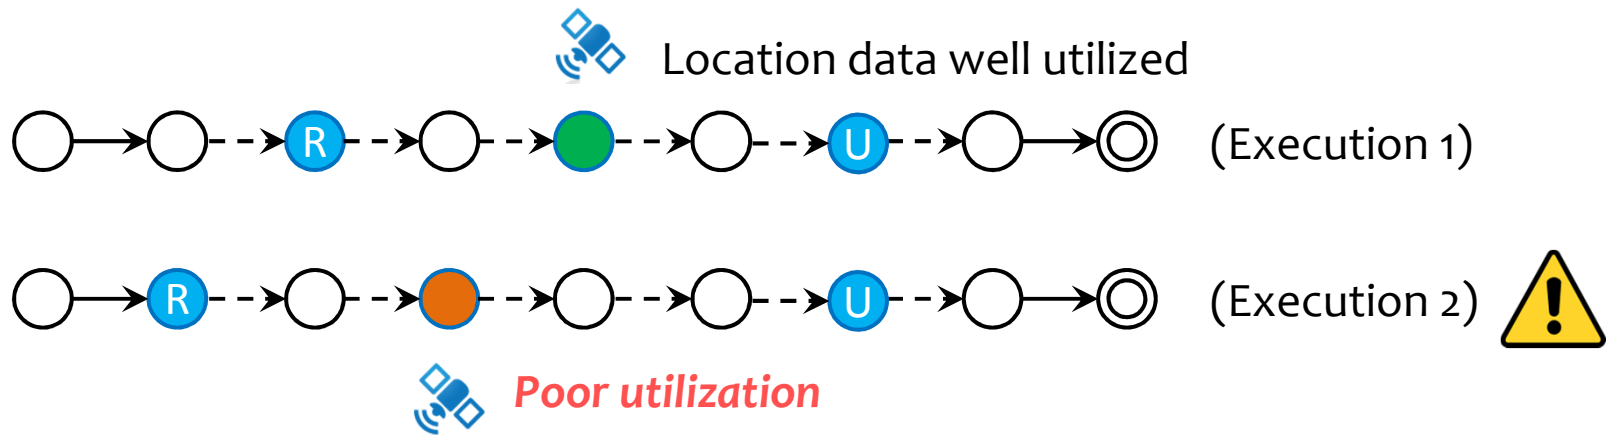 Location data well utilized
R U (Execution 1)
R U (Execution 2)
Poor utilization